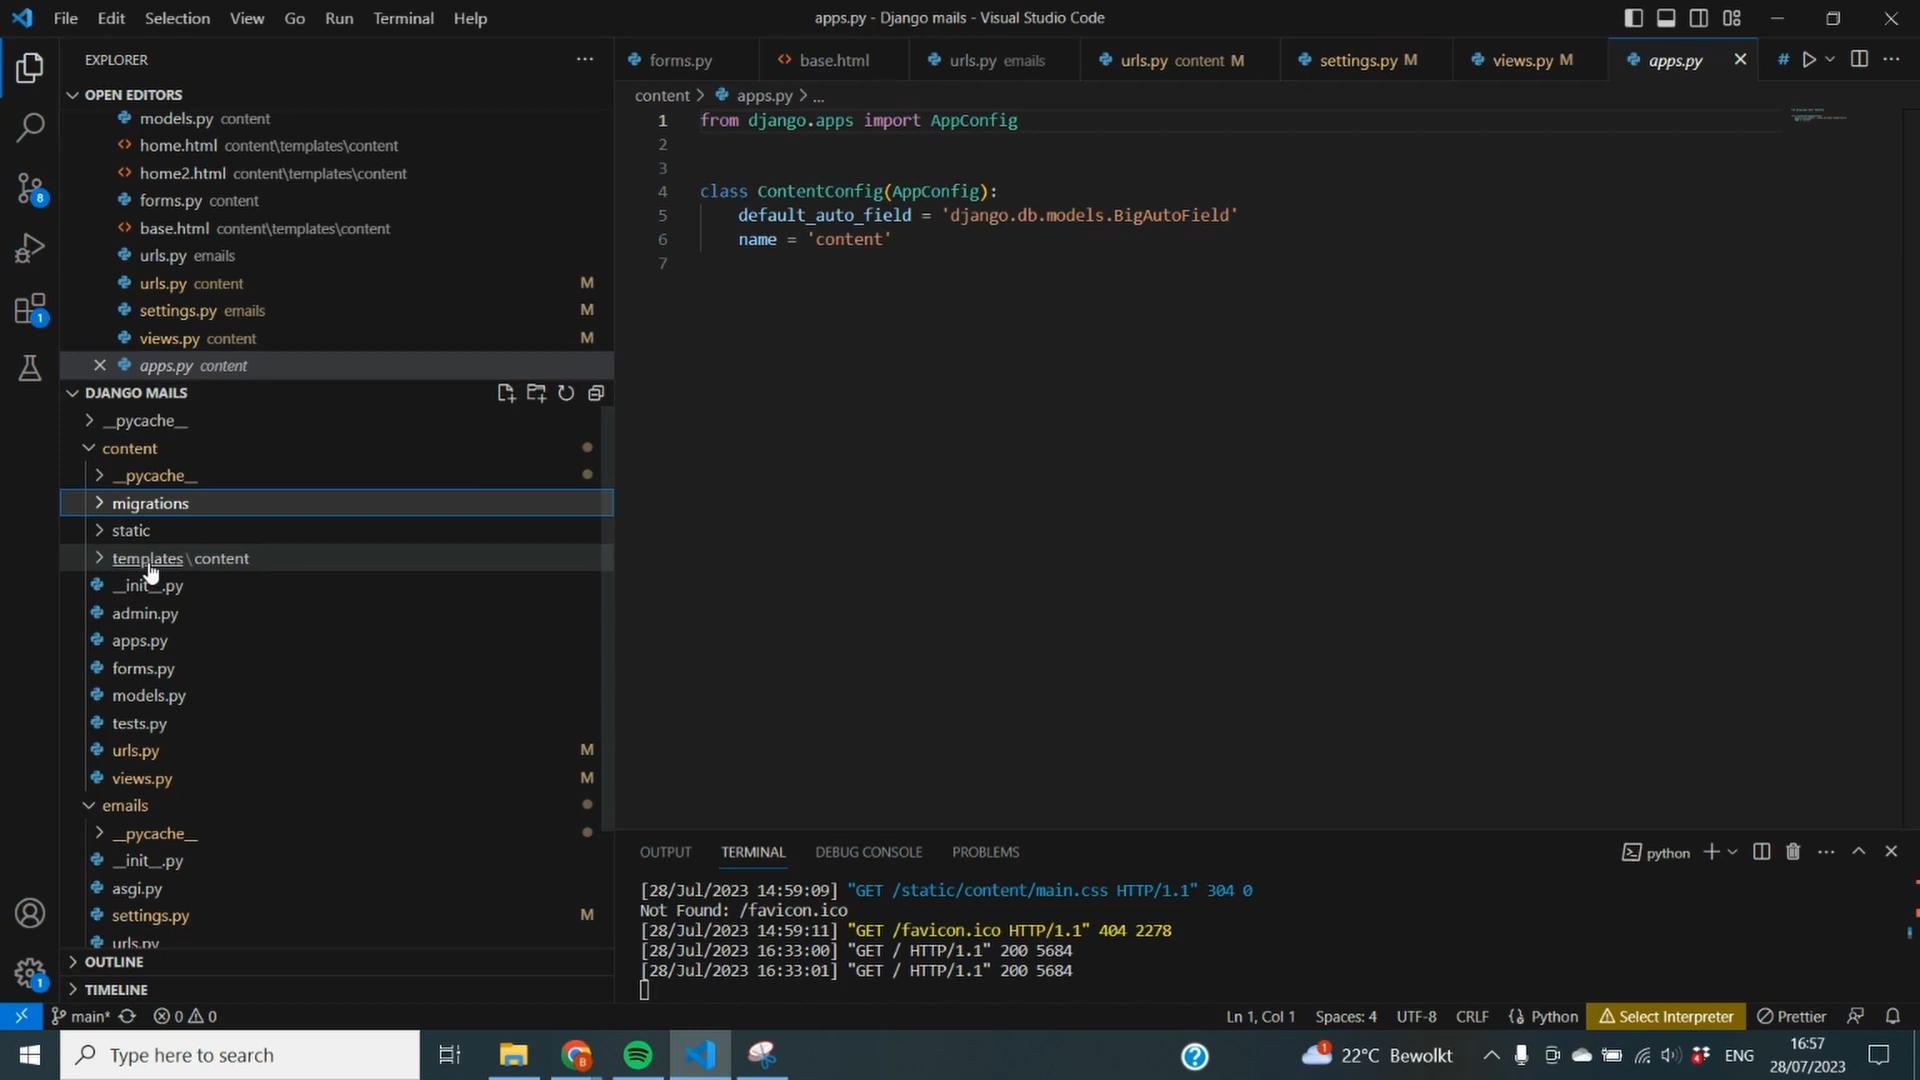 File Edit Selection View Go Run Terminal Help
apps.py - Django mails - Visual Studio Code
EXPLORER
OPEN EDITORS
models.py content
home.html content\templates\content
home2.html content\templates\content
forms.py content
base.html content\templates\content
urls.py emails
urls.py content M
settings.py emails M
views.py content M
apps.py content
DJANGO MAILS
__pycache__
content
__pycache__
migrations
static
templates\content
__init__.py
admin.py
apps.py
forms.py
models.py
tests.py
urls.py M
views.py M
emails
__pycache__
__init__.py
asgi.py
settings.py M
urls.py
OUTLINE
TIMELINE
8
1
1
forms.py base.html urls.py emails urls.py content M settings.py M views.py M apps.py
content > apps.py > ...
1 from django.apps import AppConfig
2
3
4 class ContentConfig(AppConfig):
5 default_auto_field = 'django.db.models.BigAutoField'
6 name = 'content'
7
OUTPUT TERMINAL DEBUG CONSOLE PROBLEMS
python
[28/Jul/2023 14:59:09] "GET /static/content/main.css HTTP/1.1" 304 0
Not Found: /favicon.ico
[28/Jul/2023 14:59:11] "GET /favicon.ico HTTP/1.1" 404 2278
[28/Jul/2023 16:33:00] "GET / HTTP/1.1" 200 5684
[28/Jul/2023 16:33:01] "GET / HTTP/1.1" 200 5684
main* 0 0
Ln 1, Col 1 Spaces: 4 UTF-8 CRLF Python Select Interpreter Prettier
Type here to search
22°C Bewolkt
ENG
16:57
28/07/2023